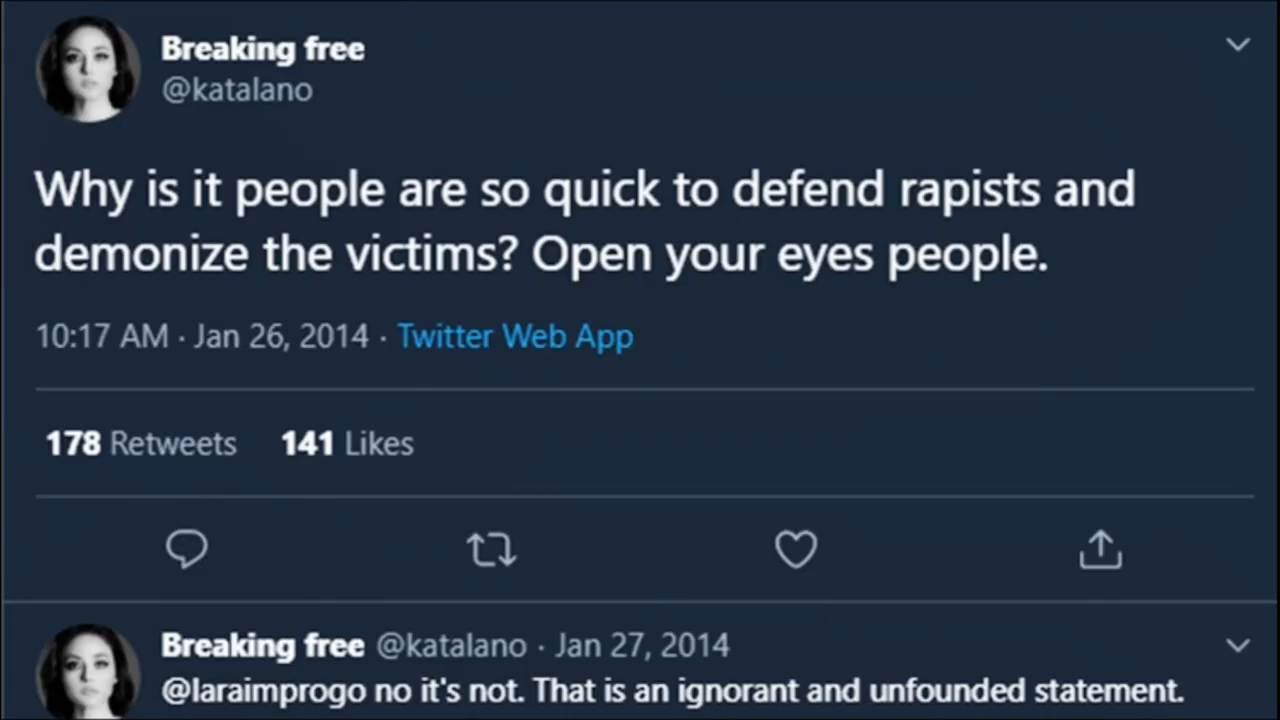 Breaking free
@katalano
Why is it people are so quick to defend rapists and
demonize the victims? Open your eyes people.
10:17 AM · Jan 26, 2014 · Twitter Web App
178 Retweets 141 Likes
Breaking free @katalano · Jan 27, 2014
@laraimprogo no it's not. That is an ignorant and unfounded statement.